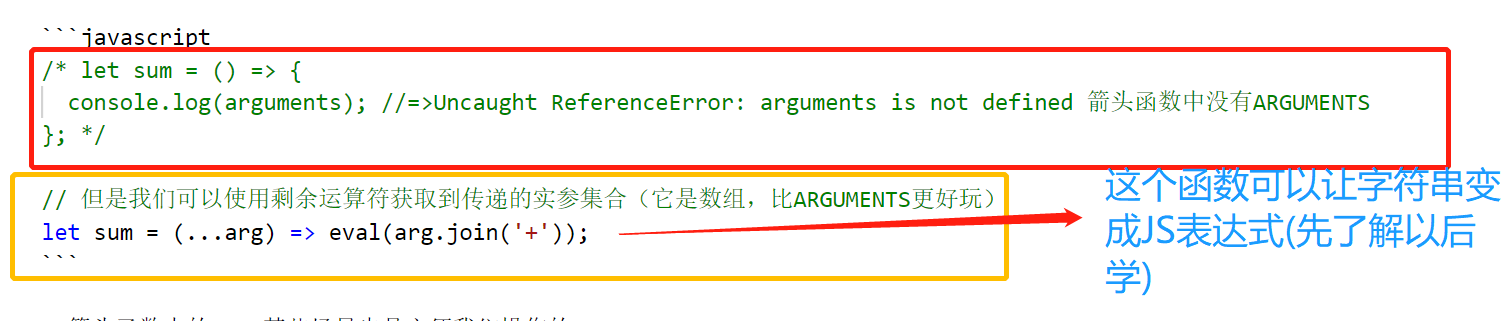 ```javascript
/* let sum = () => {
  console.log(arguments); //=>Uncaught ReferenceError: arguments is not defined 箭头函数中没有ARGUMENTS
}; */
// 但是我们可以使用剩余运算符获取到传递的实参集合（它是数组，比ARGUMENTS更好玩）
let sum = (...arg) => eval(arg.join('+'));
```
这个函数可以让字符串变
成JS表达式(先了解以后
学)